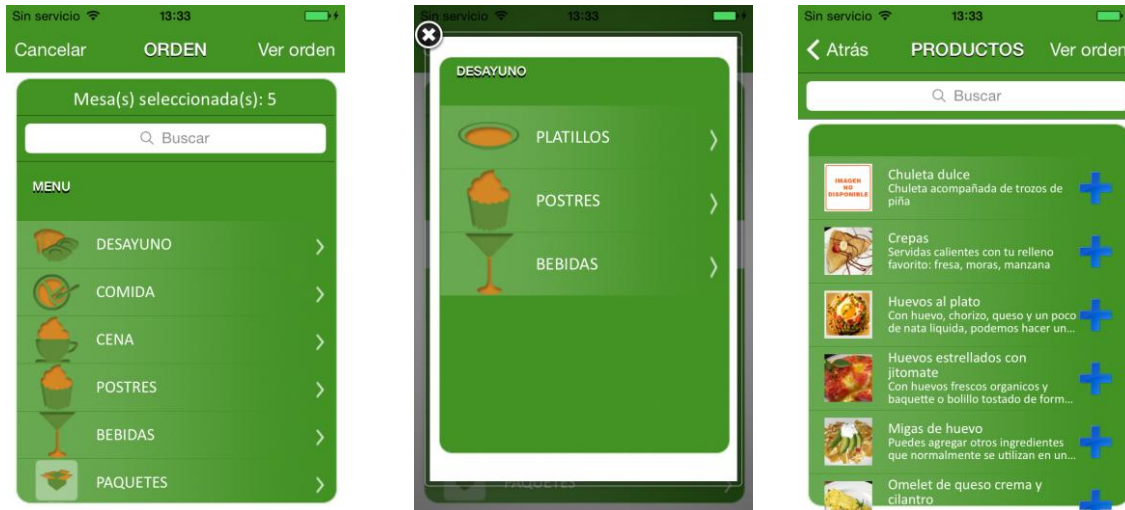 Sin servicio 13:33
Cancelar ORDEN Ver orden
Mesa(s) seleccionada(s): 5
Buscar
MENU
DESAYUNO
COMIDA
CENA
POSTRES
BEBIDAS
PAQUETES
Sin servicio 13:33
DESAYUNO
PLATILLOS
POSTRES
BEBIDAS
PAQUETES
Sin servicio 13:33
Atrás PRODUCTOS Ver orden
Buscar
IMAGEN
NO
DISPONIBLE
Chuleta dulce
Chuleta acompañada de trozos de
piña
Crepas
Servidas calientes con tu relleno
favorito: fresa, moras, manzana
Huevos al plato
Con huevo, chorizo, queso y un poco
de nata liquida, podemos hacer un...
Huevos estrellados con
jitomate
Con huevos frescos organicos y
baquette o bolillo tostado de form...
Migas de huevo
Puedes agregar otros ingredientes
que normalmente se utilizan en un...
Omelet de queso crema y
cilantro